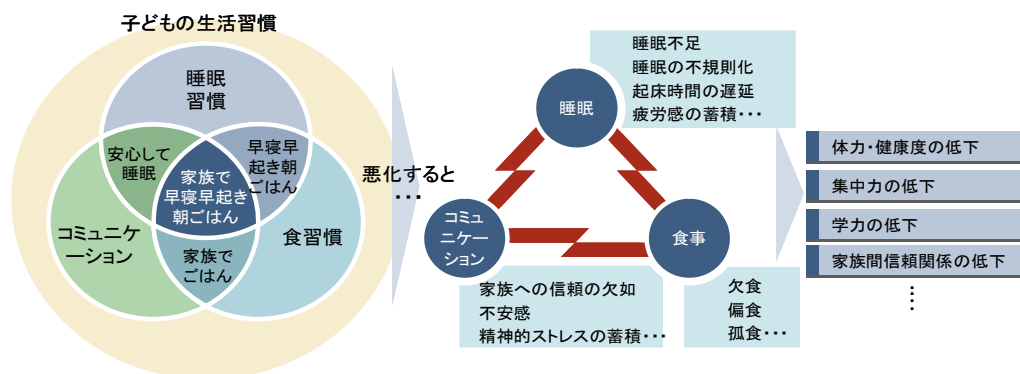 子どもの生活習慣
睡眠
習慣
安心して
睡眠
早寝早
起き朝
ごはん
家族で
早寝早起き
朝ごはん
コミュニケ
ーション
食習慣
家族で
ごはん
悪化すると
・・・
睡眠
睡眠不足
睡眠の不規則化
起床時間の遅延
疲労感の蓄積・・・
コミュ
ニケー
ション
食事
家族への信頼の欠如
不安感
精神的ストレスの蓄積・・・
欠食
偏食
孤食・・・
体力・健康度の低下
集中力の低下
学力の低下
家族間信頼関係の低下
⋮